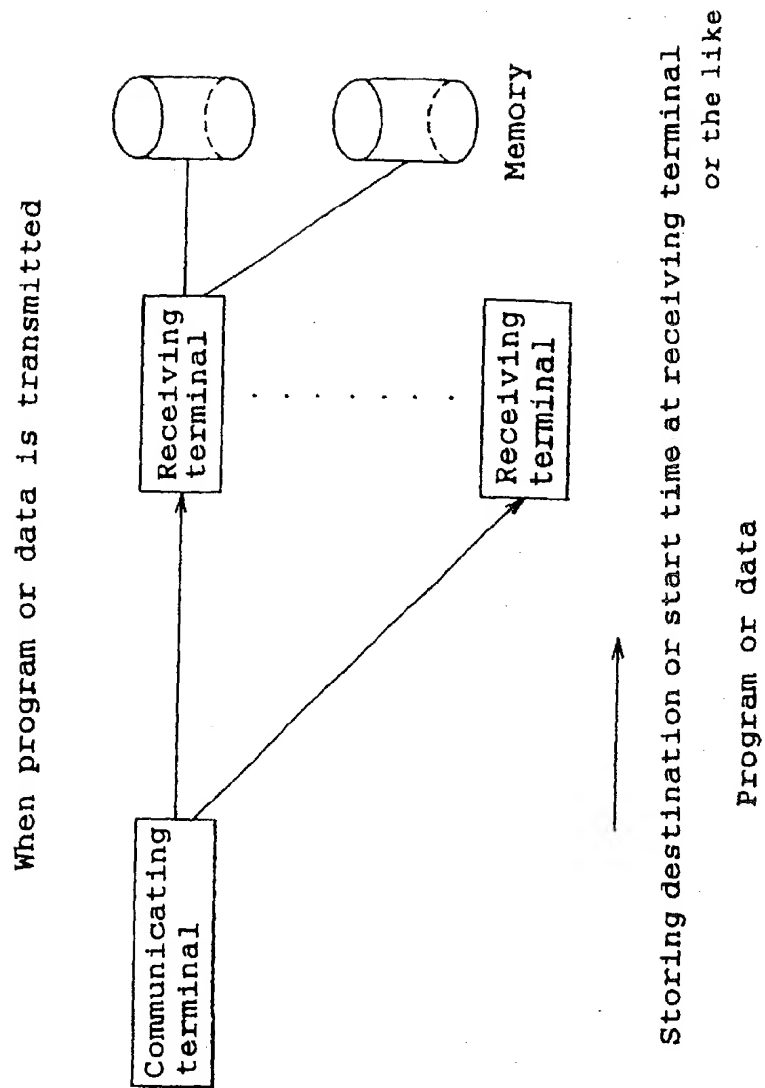 When program or data is transmitted
Communicating
terminal
Receiving
terminal
Receiving
terminal
Memory
Storing destination or start time at receiving terminal
or the like
Program or data